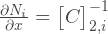 ∂N_i/∂x = [C]^{-1}_{2,i}